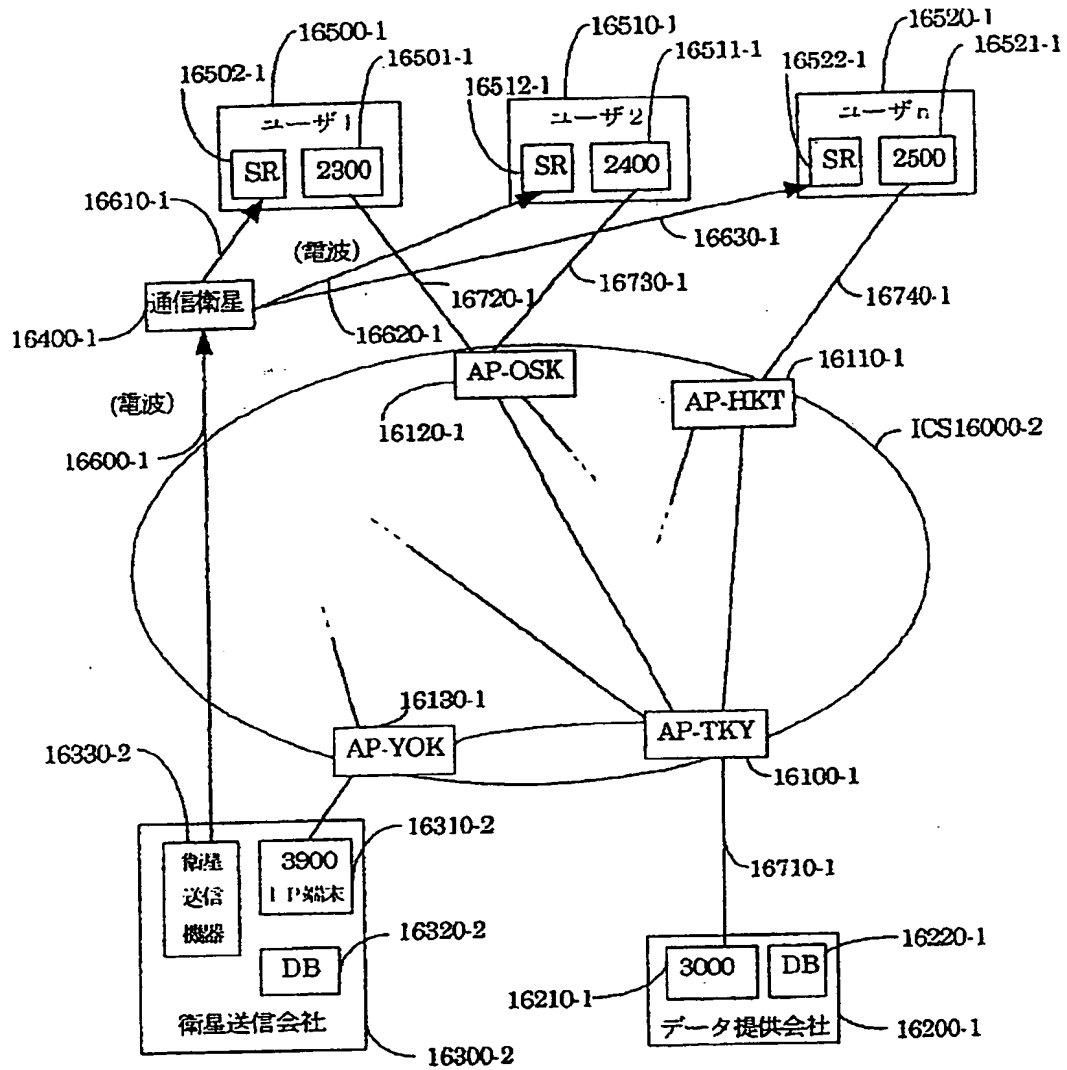 16500-1
16510-1
16520-1
16502-1
16501-1
16512-1
16511-1
16522-1
16521-1
ユーザ1
SR
2300
ユーザ2
SR
2400
ユーザn
SR
2500
16610-1
(電波)
16630-1
通信衛星
16400-1
16620-1
16720-1
16730-1
16740-1
AP-OSK
16110-1
AP-HKT
(電波)
16120-1
ICS16000-2
16600-1
16130-1
AP-YOK
AP-TKY
16330-2
16100-1
16310-2
衛星
送信
機器
3900
IP端末
16710-1
16320-2
DB
16220-1
3000
DB
16210-1
衛星送信会社
データ提供会社
16200-1
16300-2